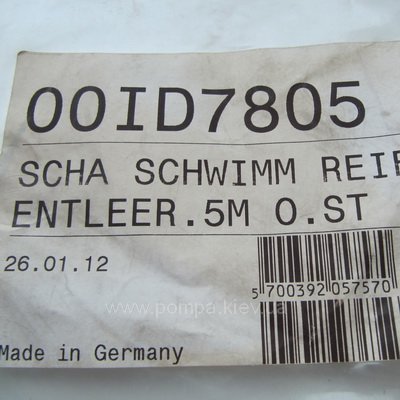 00ID7805
SCHA SCHWIMM REIF
ENTLEER.5M O.ST
26.01.12
5 700392 057570
www.pompa.kiev.ua
Made in Germany